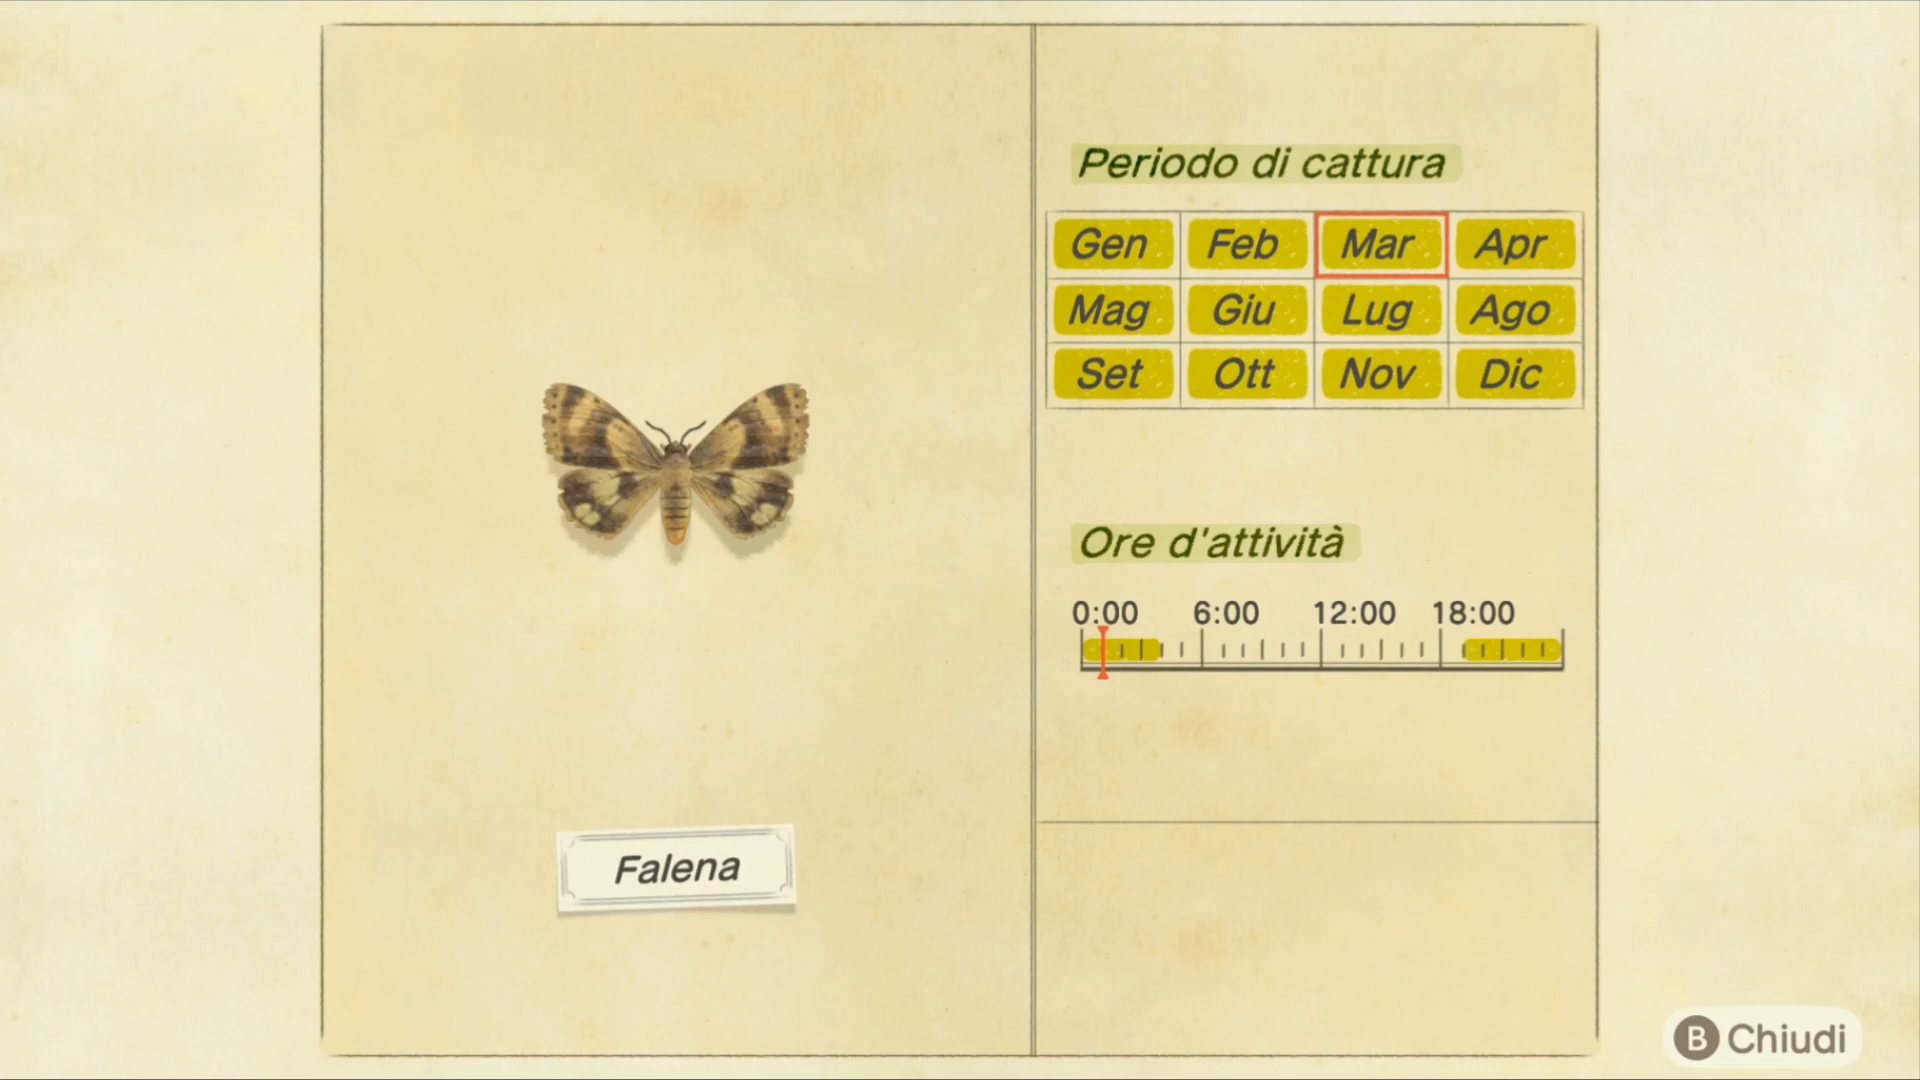 Periodo di cattura
Gen Feb Mar Apr
Mag Giu Lug Ago
Set Ott Nov Dic
Ore d'attività
0:00 6:00 12:00 18:00
Falena
B Chiudi